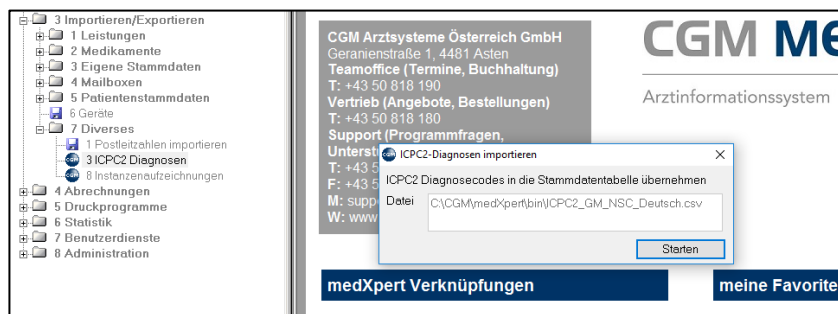 3 Importieren/Exportieren
1 Leistungen
2 Medikamente
3 Eigene Stammdaten
4 Mailboxen
5 Patientenstammdaten
6 Geräte
7 Diverses
1 Postleitzahlen importieren
3 ICPC2 Diagnosen
8 Instanzenaufzeichnungen
4 Abrechnungen
5 Druckprogramme
6 Statistik
7 Benutzerdienste
8 Administration
CGM Arztsysteme Österreich GmbH
Geranienstraße 1, 4481 Asten
Teamoffice (Termine, Buchhaltung)
T: +43 50 818 190
Vertrieb (Angebote, Bestellungen)
T: +43 50 818 180
Support (Programmfragen,
T: +43 5
F: +43 5
M:
W: www
CGM
Arztinformationssystem
ICPC2-Diagnosen importieren
ICPC2 Diagnosecodes in die Stammdatentabelle übernehmen
Datei C:\CGM\medXpert\bin\ICPC2_GM_NSC_Deutsch.csv
Starten
medXpert Verknüpfungen
meine Favorite